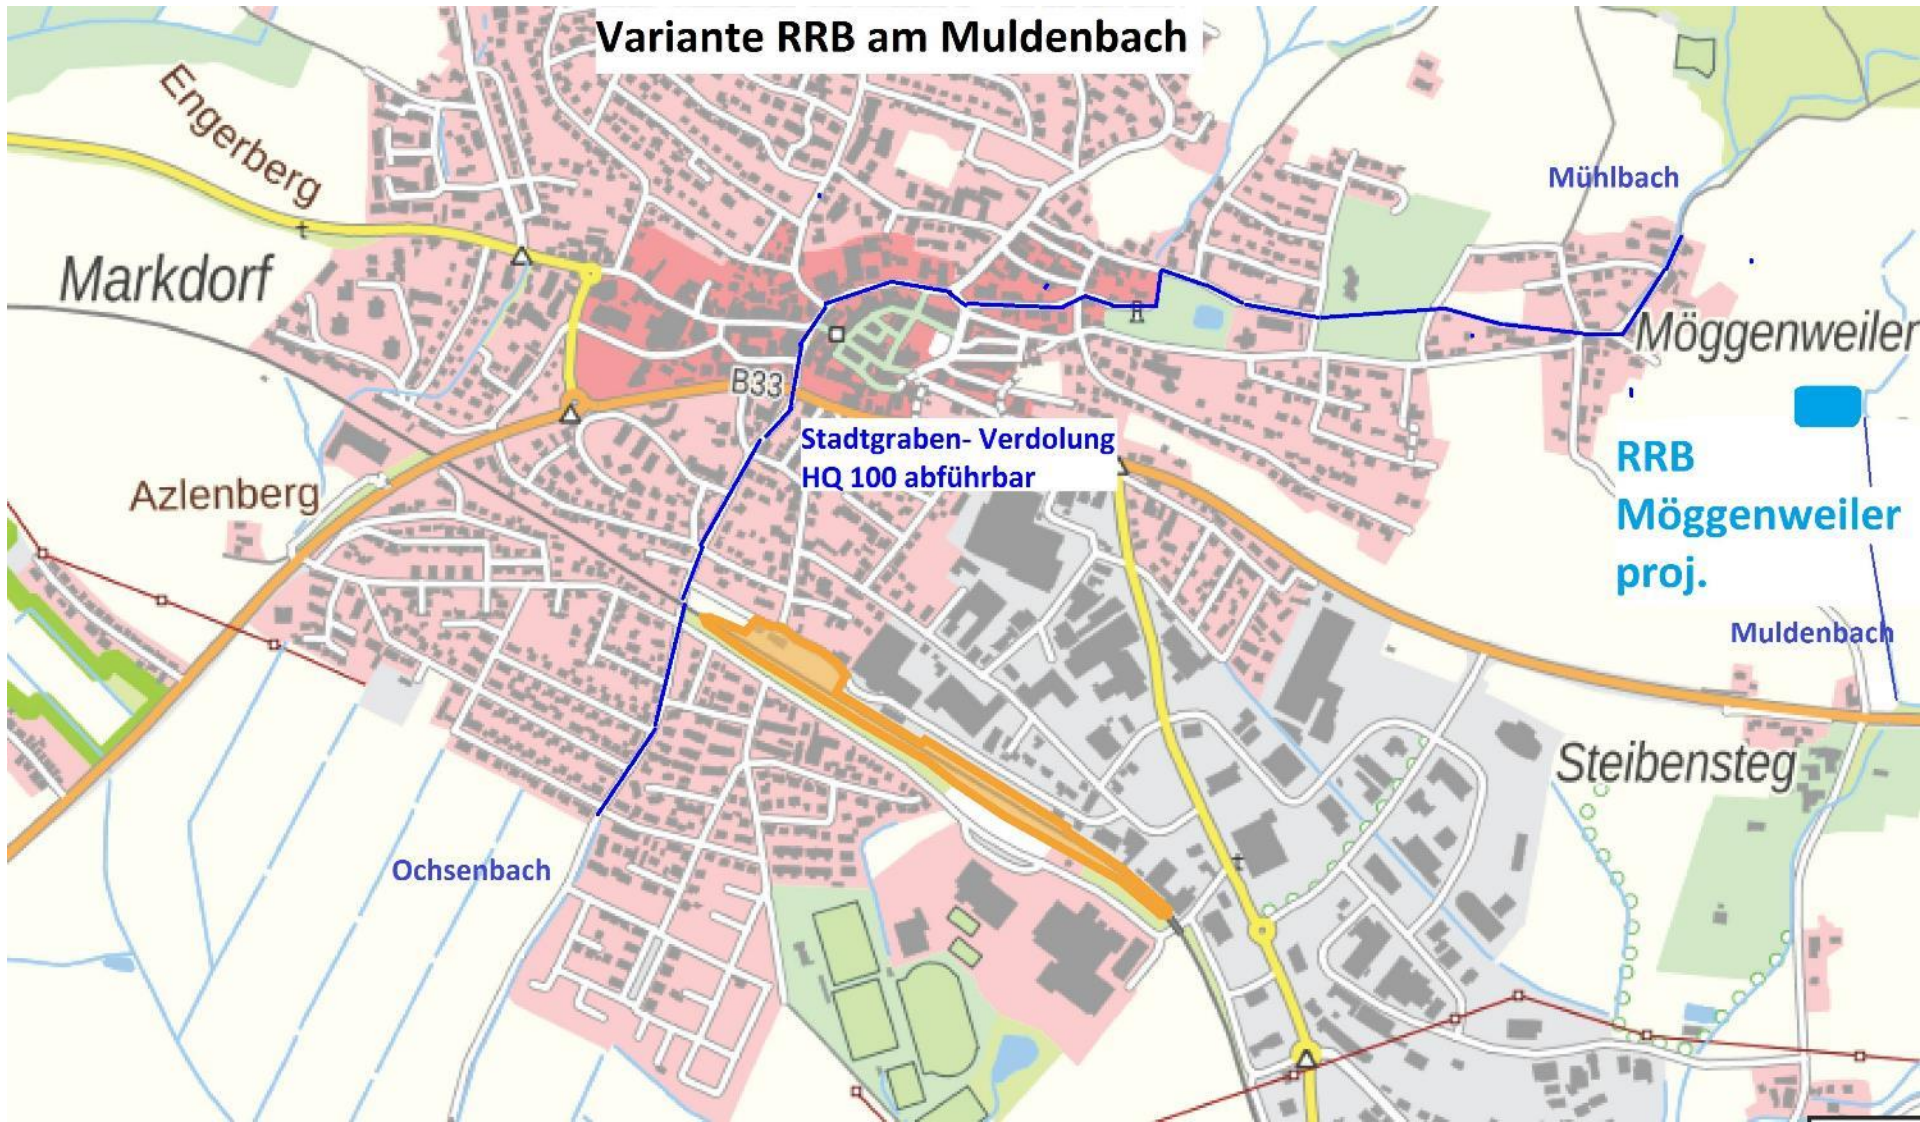 Variante RRB am Muldenbach
Engerberg
Mühlbach
Markdorf
Möggenweiler
B33
Stadtgraben- Verdolung
HQ 100 abführbar
RRB
Möggenweiler
proj.
Azlenberg
Muldenbach
Steibensteg
Ochsenbach